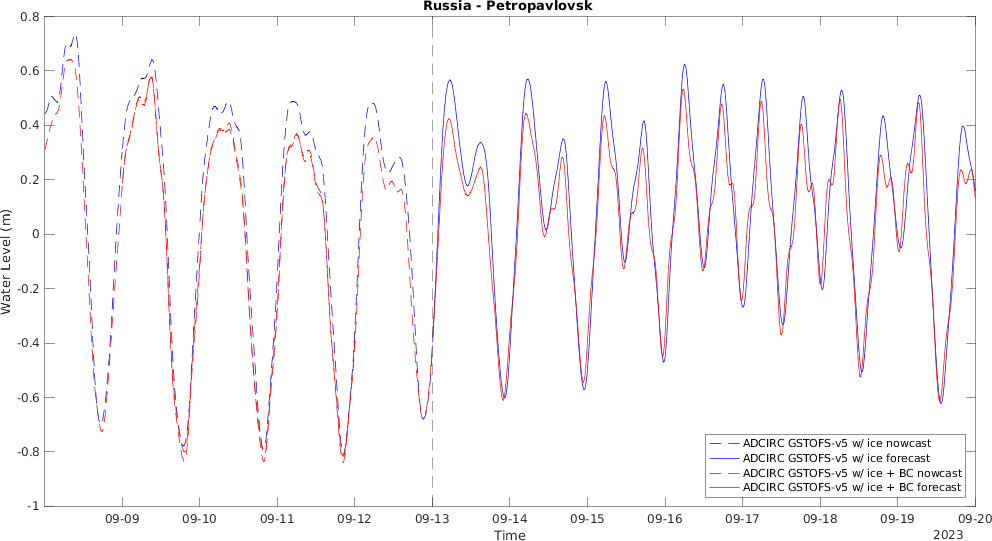 Russia - Petropavlovsk
0.8
0.6
0.4
0.2
0
-0.2
-0.4
-0.6
-0.8
-1
Water Level (m)
ADCIRC GSTOFS-v5 w/ ice nowcast
ADCIRC GSTOFS-v5 w/ ice forecast
ADCIRC GSTOFS-v5 w/ ice + BC nowcast
ADCIRC GSTOFS-v5 w/ ice + BC forecast
09-09 09-10 09-11 09-12 09-13 09-14 09-15 09-16 09-17 09-18 09-19 09-20
Time
2023